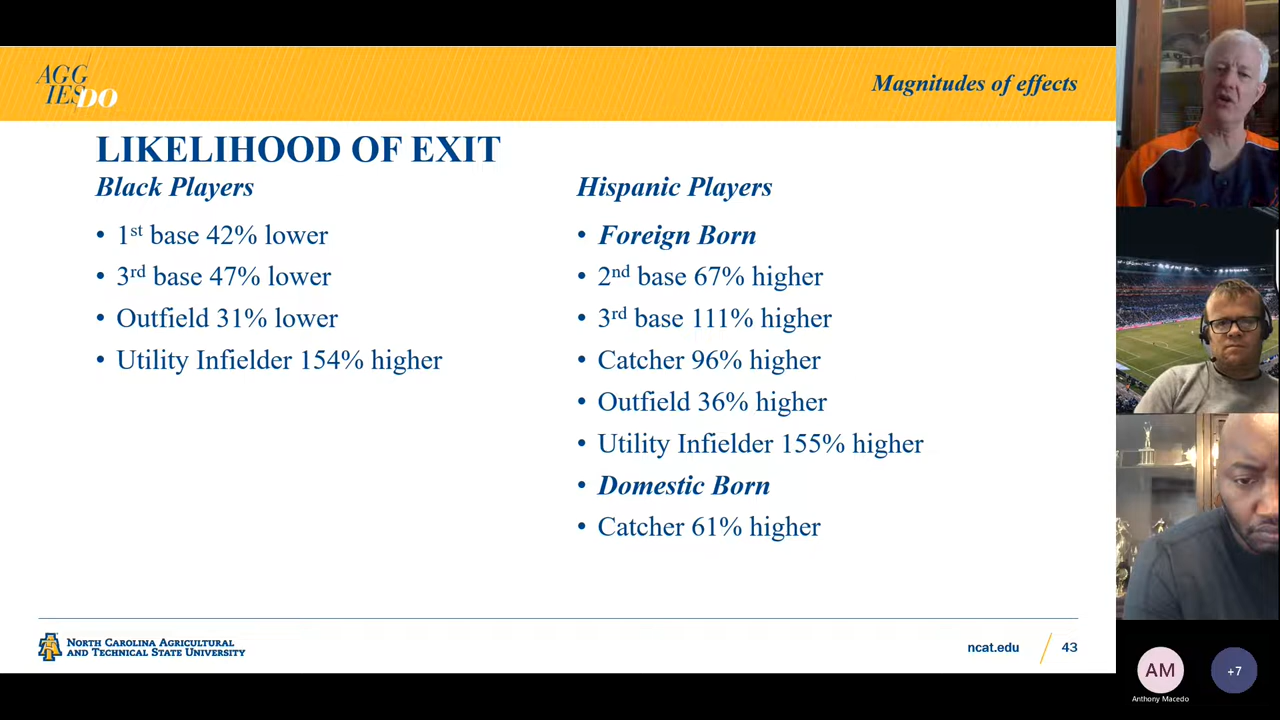 AGG
IES DO
Magnitudes of effects
LIKELIHOOD OF EXIT
Black Players
• 1st base 42% lower
• 3rd base 47% lower
• Outfield 31% lower
• Utility Infielder 154% higher
Hispanic Players
• Foreign Born
• 2nd base 67% higher
• 3rd base 111% higher
• Catcher 96% higher
• Outfield 36% higher
• Utility Infielder 155% higher
• Domestic Born
• Catcher 61% higher
NORTH CAROLINA AGRICULTURAL
AND TECHNICAL STATE UNIVERSITY
ncat.edu
43
AM
Anthony Macedo
+7